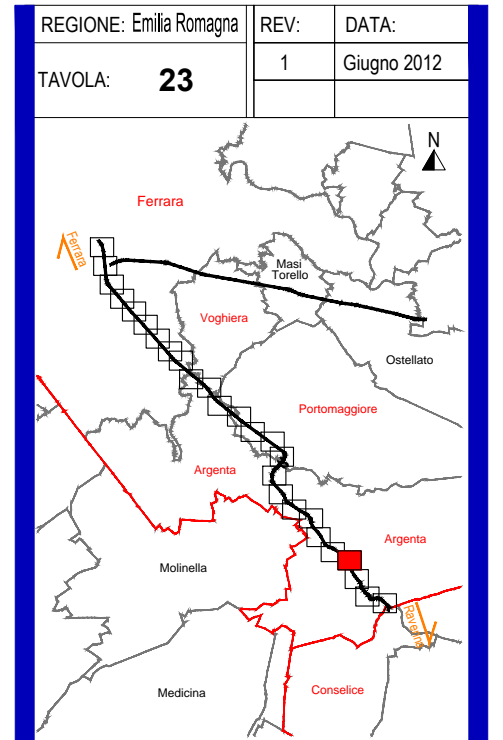 REGIONE: Emilia Romagna REV: DATA:
TAVOLA: 23 1 Giugno 2012
N
Ferrara
Ferrara
Masi
Torello
Voghiera
Ostellato
Portomaggiore
Argenta
Argenta
Molinella
Ravenna
Medicina
Conselice